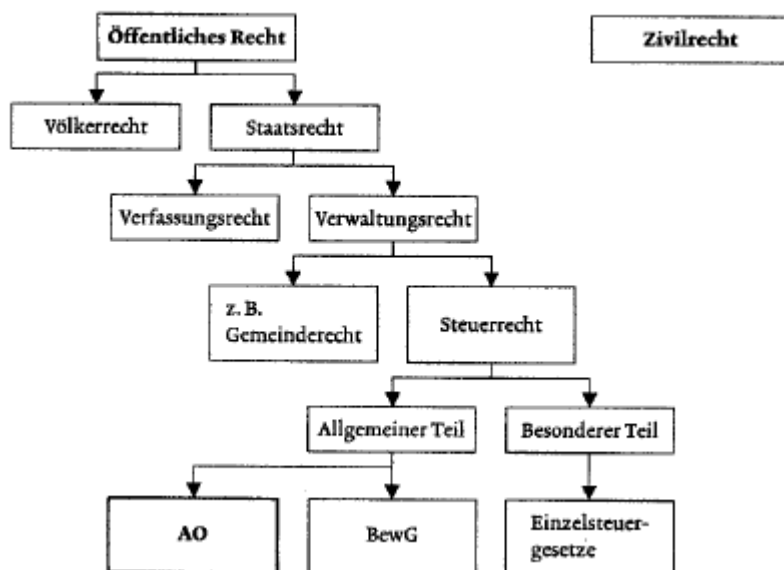 Öffentliches Recht
Zivilrecht
Völkerrecht
Staatsrecht
Verfassungsrecht
Verwaltungsrecht
z. B.
Gemeinderecht
Steuerrecht
Allgemeiner Teil
Besonderer Teil
AO
BewG
Einzelsteuer-
gesetze